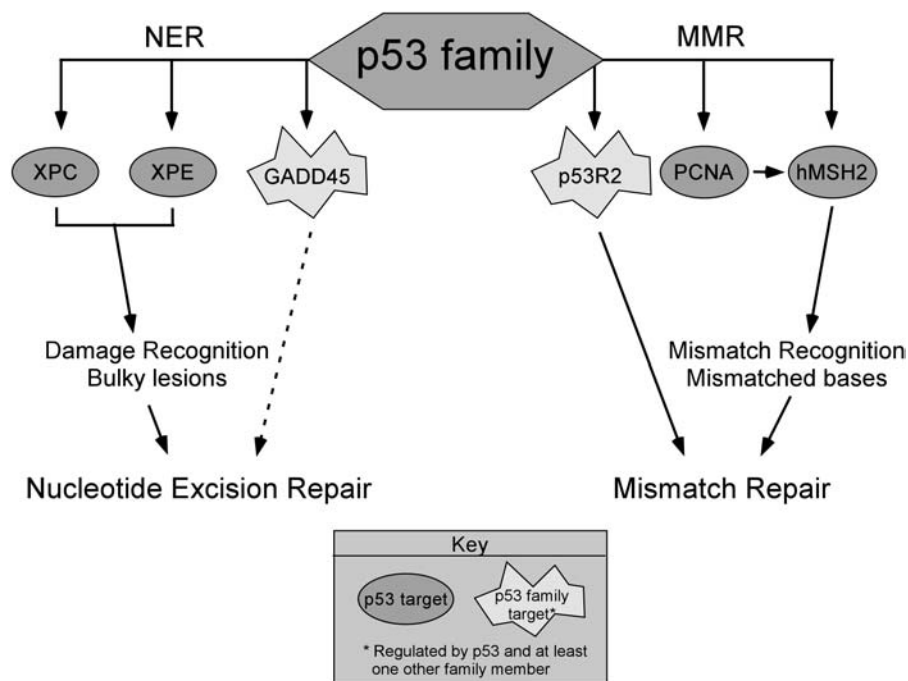 NER
p53 family
MMR
XPC
XPE
GADD45
p53R2
PCNA
hMSH2
Damage Recognition
Bulky lesions
Mismatch Recognition
Mismatched bases
Nucleotide Excision Repair
Mismatch Repair
Key
p53 target
p53 family
target*
* Regulated by p53 and at least
one other family member